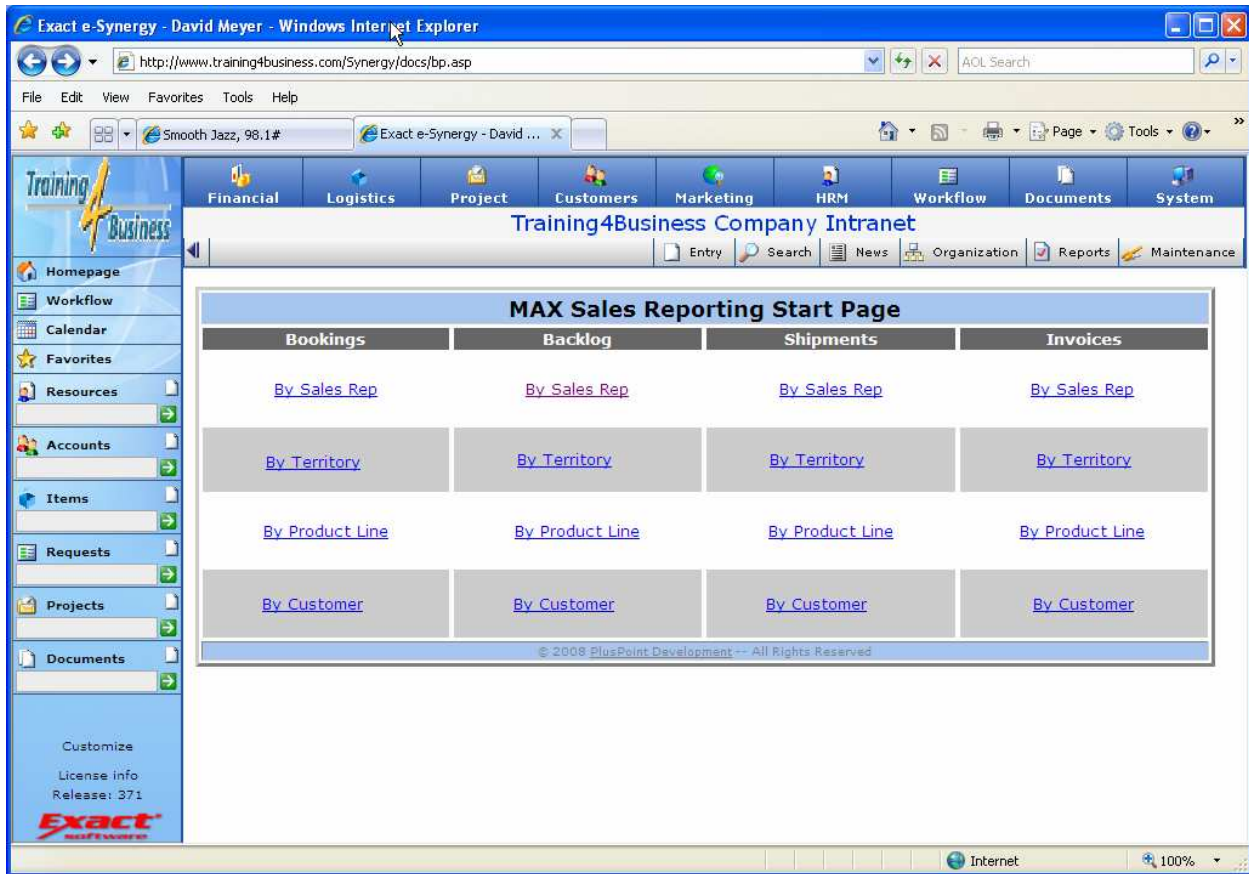 Exact e-Synergy - David Meyer - Windows Internet Explorer
http://www.training4business.com/Synergy/docs/bp.asp
AOL Search
File Edit View Favorites Tools Help
Smooth Jazz, 98.1# Exact e-Synergy - David ... Page Tools »
Training 4 Business
Financial Logistics Project Customers Marketing HRM Workflow Documents System
Training4Business Company Intranet
Entry Search News Organization Reports Maintenance
Homepage
Workflow
Calendar
Favorites
Resources
Accounts
Items
Requests
Projects
Documents
Customize
License info
Release: 371
Exact software
MAX Sales Reporting Start Page
Bookings Backlog Shipments Invoices
By Sales Rep By Sales Rep By Sales Rep By Sales Rep
By Territory By Territory By Territory By Territory
By Product Line By Product Line By Product Line By Product Line
By Customer By Customer By Customer By Customer
© 2008 PlusPoint Development -- All Rights Reserved
Internet 100%